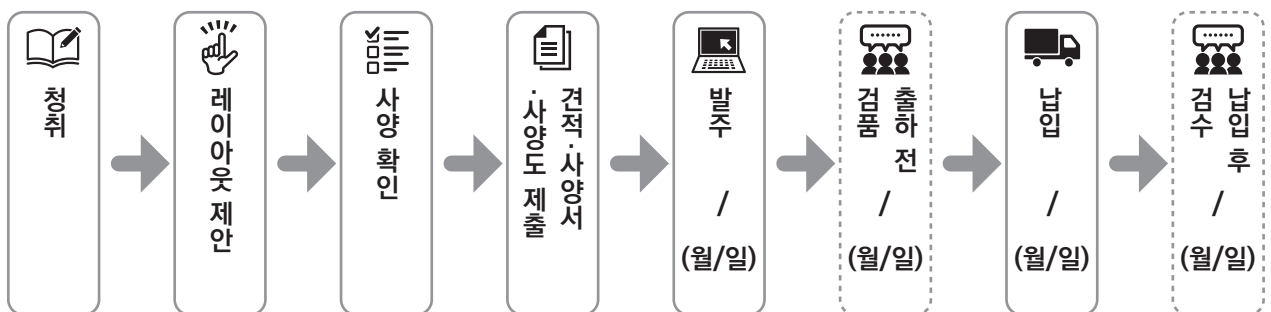 청취
레이아웃 제안
사양 확인
견적·사양서
·사양도 제출
발주
/
(월/일)
출하 전
검품
/
(월/일)
납입
/
(월/일)
납입 후
검수
/
(월/일)